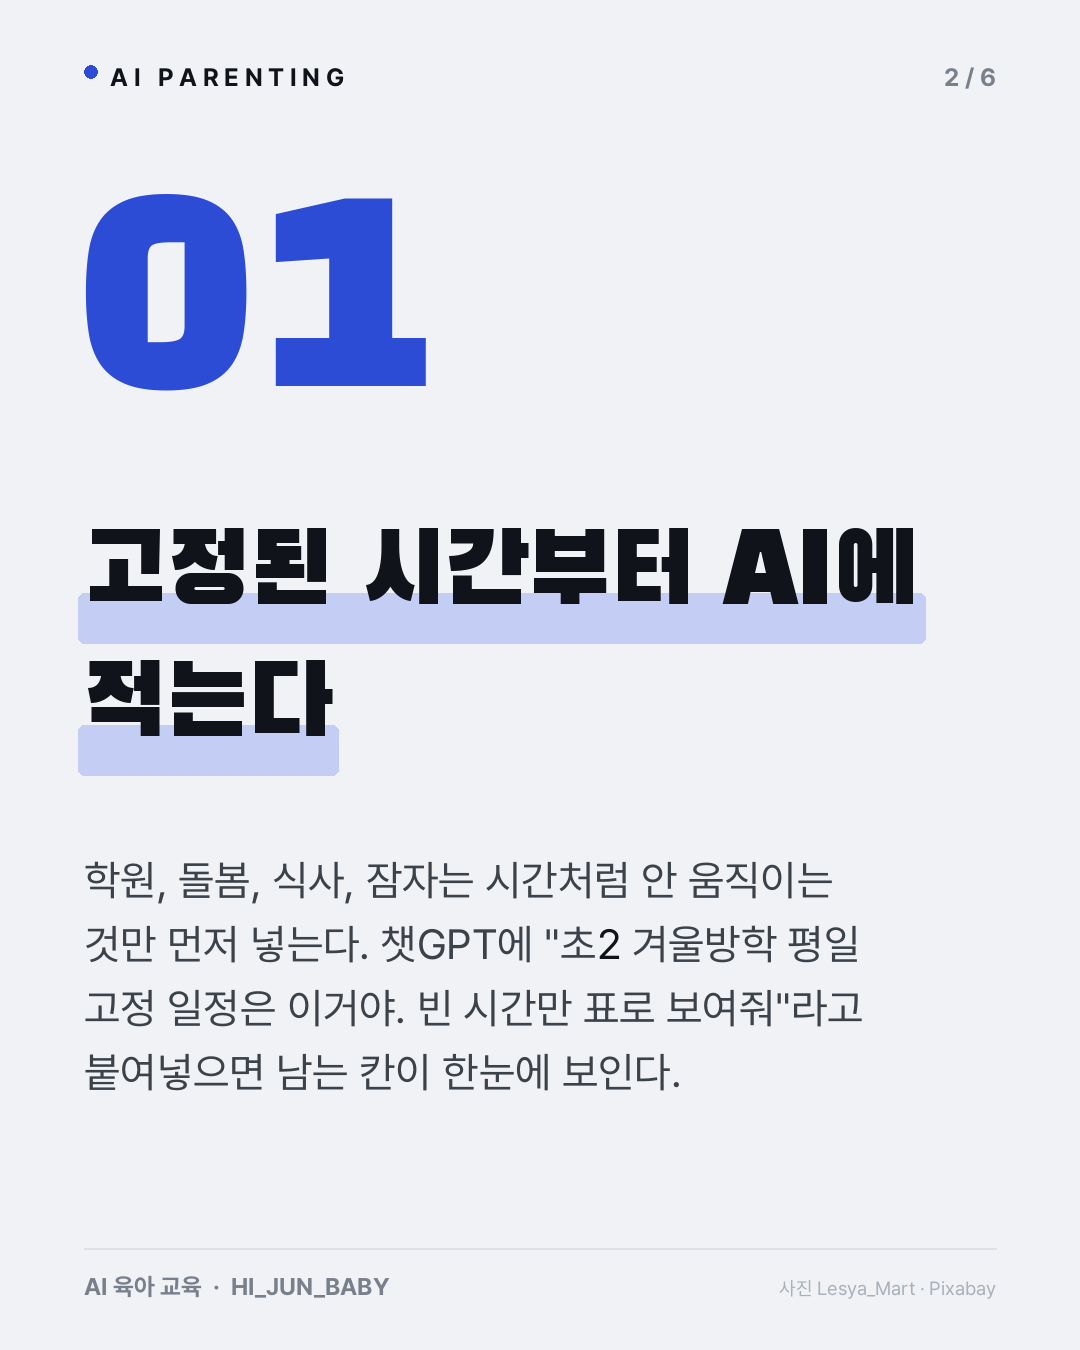 AI PARENTING
2 / 6
01
고정된 시간부터 AI에
적는다
학원, 돌봄, 식사, 잠자는 시간처럼 안 움직이는
것만 먼저 넣는다. 챗GPT에 "초2 겨울방학 평일
고정 일정은 이거야. 빈 시간만 표로 보여줘"라고
붙여넣으면 남는 칸이 한눈에 보인다.
AI 육아 교육 · HI_JUN_BABY
사진 Lesya_Mart · Pixabay